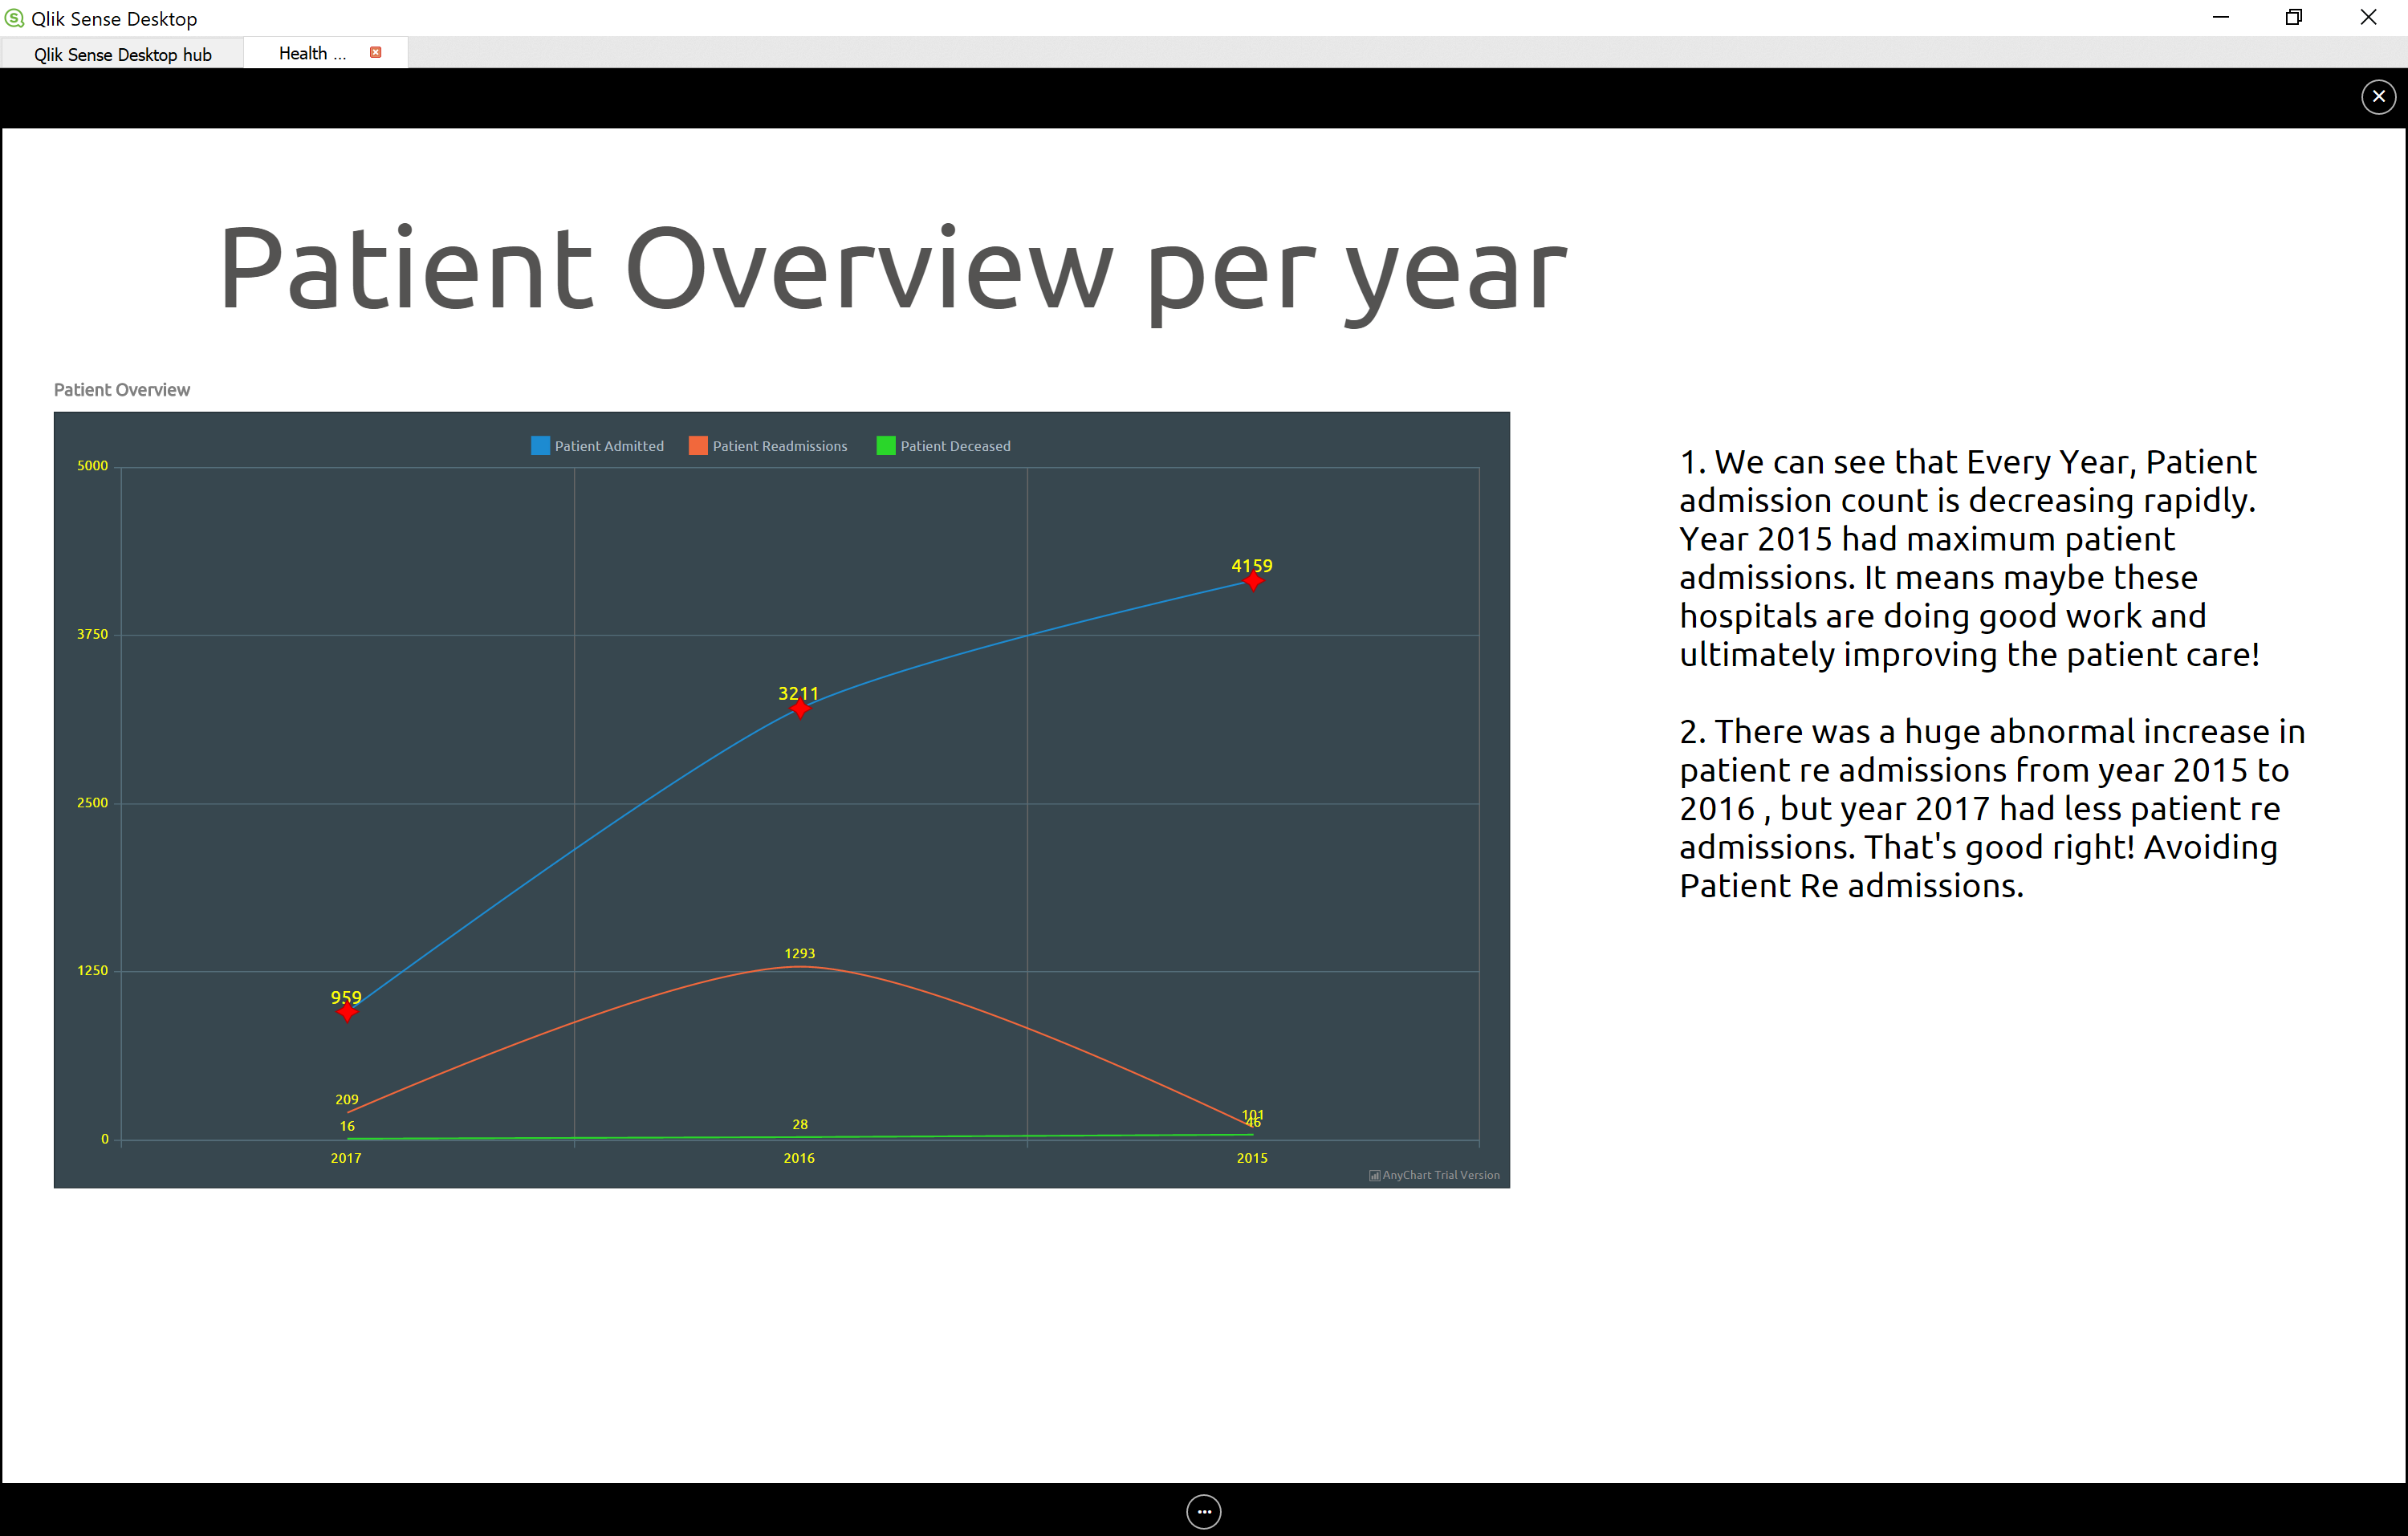 Qlik Sense Desktop
Qlik Sense Desktop hub
Health ...
Patient Overview per year
Patient Overview
Patient Admitted
Patient Readmissions
Patient Deceased
5000
3750
2500
1250
0
4159
3211
959
1293
209
101
16
28
46
2017
2016
2015
AnyChart Trial Version
1. We can see that Every Year, Patient
admission count is decreasing rapidly.
Year 2015 had maximum patient
admissions. It means maybe these
hospitals are doing good work and
ultimately improving the patient care!
2. There was a huge abnormal increase in
patient re admissions from year 2015 to
2016 , but year 2017 had less patient re
admissions. That's good right! Avoiding
Patient Re admissions.